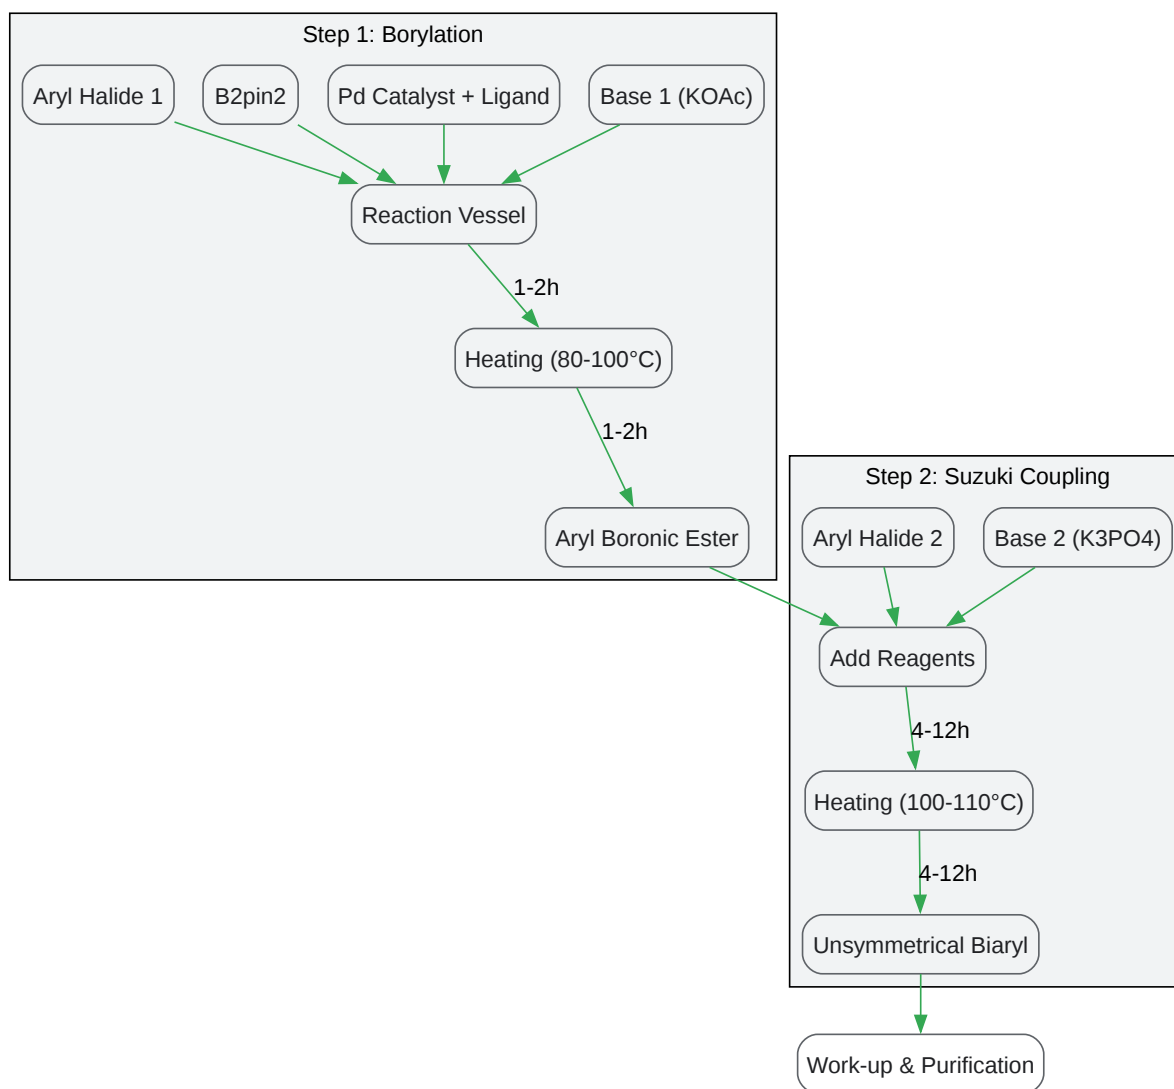 Step 1: Borylation
Aryl Halide 1
B2pin2
Pd Catalyst + Ligand
Base 1 (KOAc)
Reaction Vessel
1-2h
Heating (80-100°C)
1-2h
Aryl Boronic Ester
Step 2: Suzuki Coupling
Aryl Halide 2
Base 2 (K3PO4)
Add Reagents
4-12h
Heating (100-110°C)
4-12h
Unsymmetrical Biaryl
Work-up & Purification